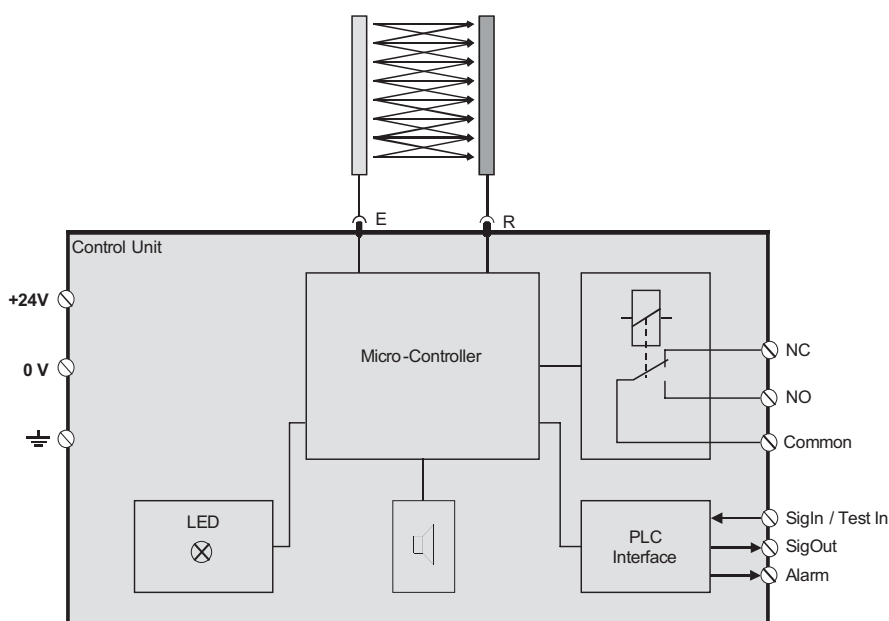 E
R
Control Unit
+24V
0 V
Micro-Controller
NC
NO
Common
LED
PLC
Interface
SigIn / Test In
SigOut
Alarm